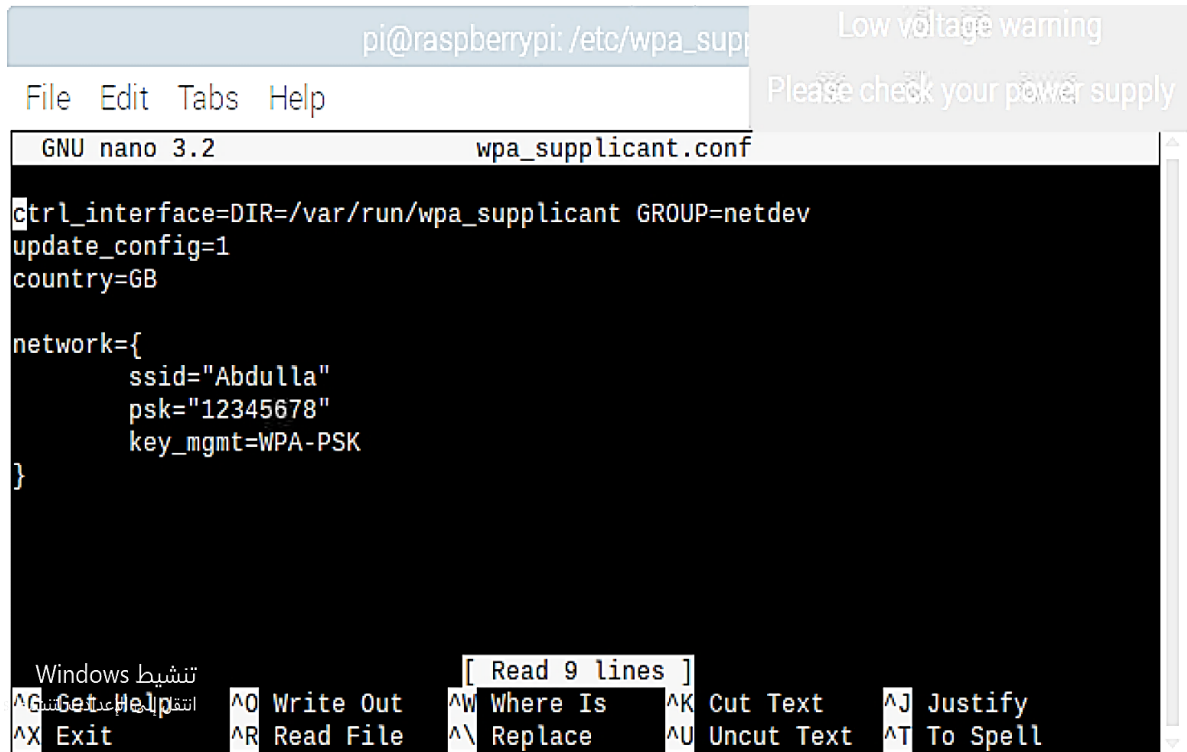 pi@raspberrypi: /etc/wpa_supp
Low voltage warning
Please check your power supply
File Edit Tabs Help
GNU nano 3.2 wpa_supplicant.conf
ctrl_interface=DIR=/var/run/wpa_supplicant GROUP=netdev
update_config=1
country=GB
network={
ssid="Abdulla"
psk="12345678"
key_mgmt=WPA-PSK
}
[ Read 9 lines ]
تنشيط Windows
^G Get Help ^O Write Out ^W Where Is ^K Cut Text ^J Justify
انتقل إلى
^X Exit ^R Read File ^\ Replace ^U Uncut Text ^T To Spell